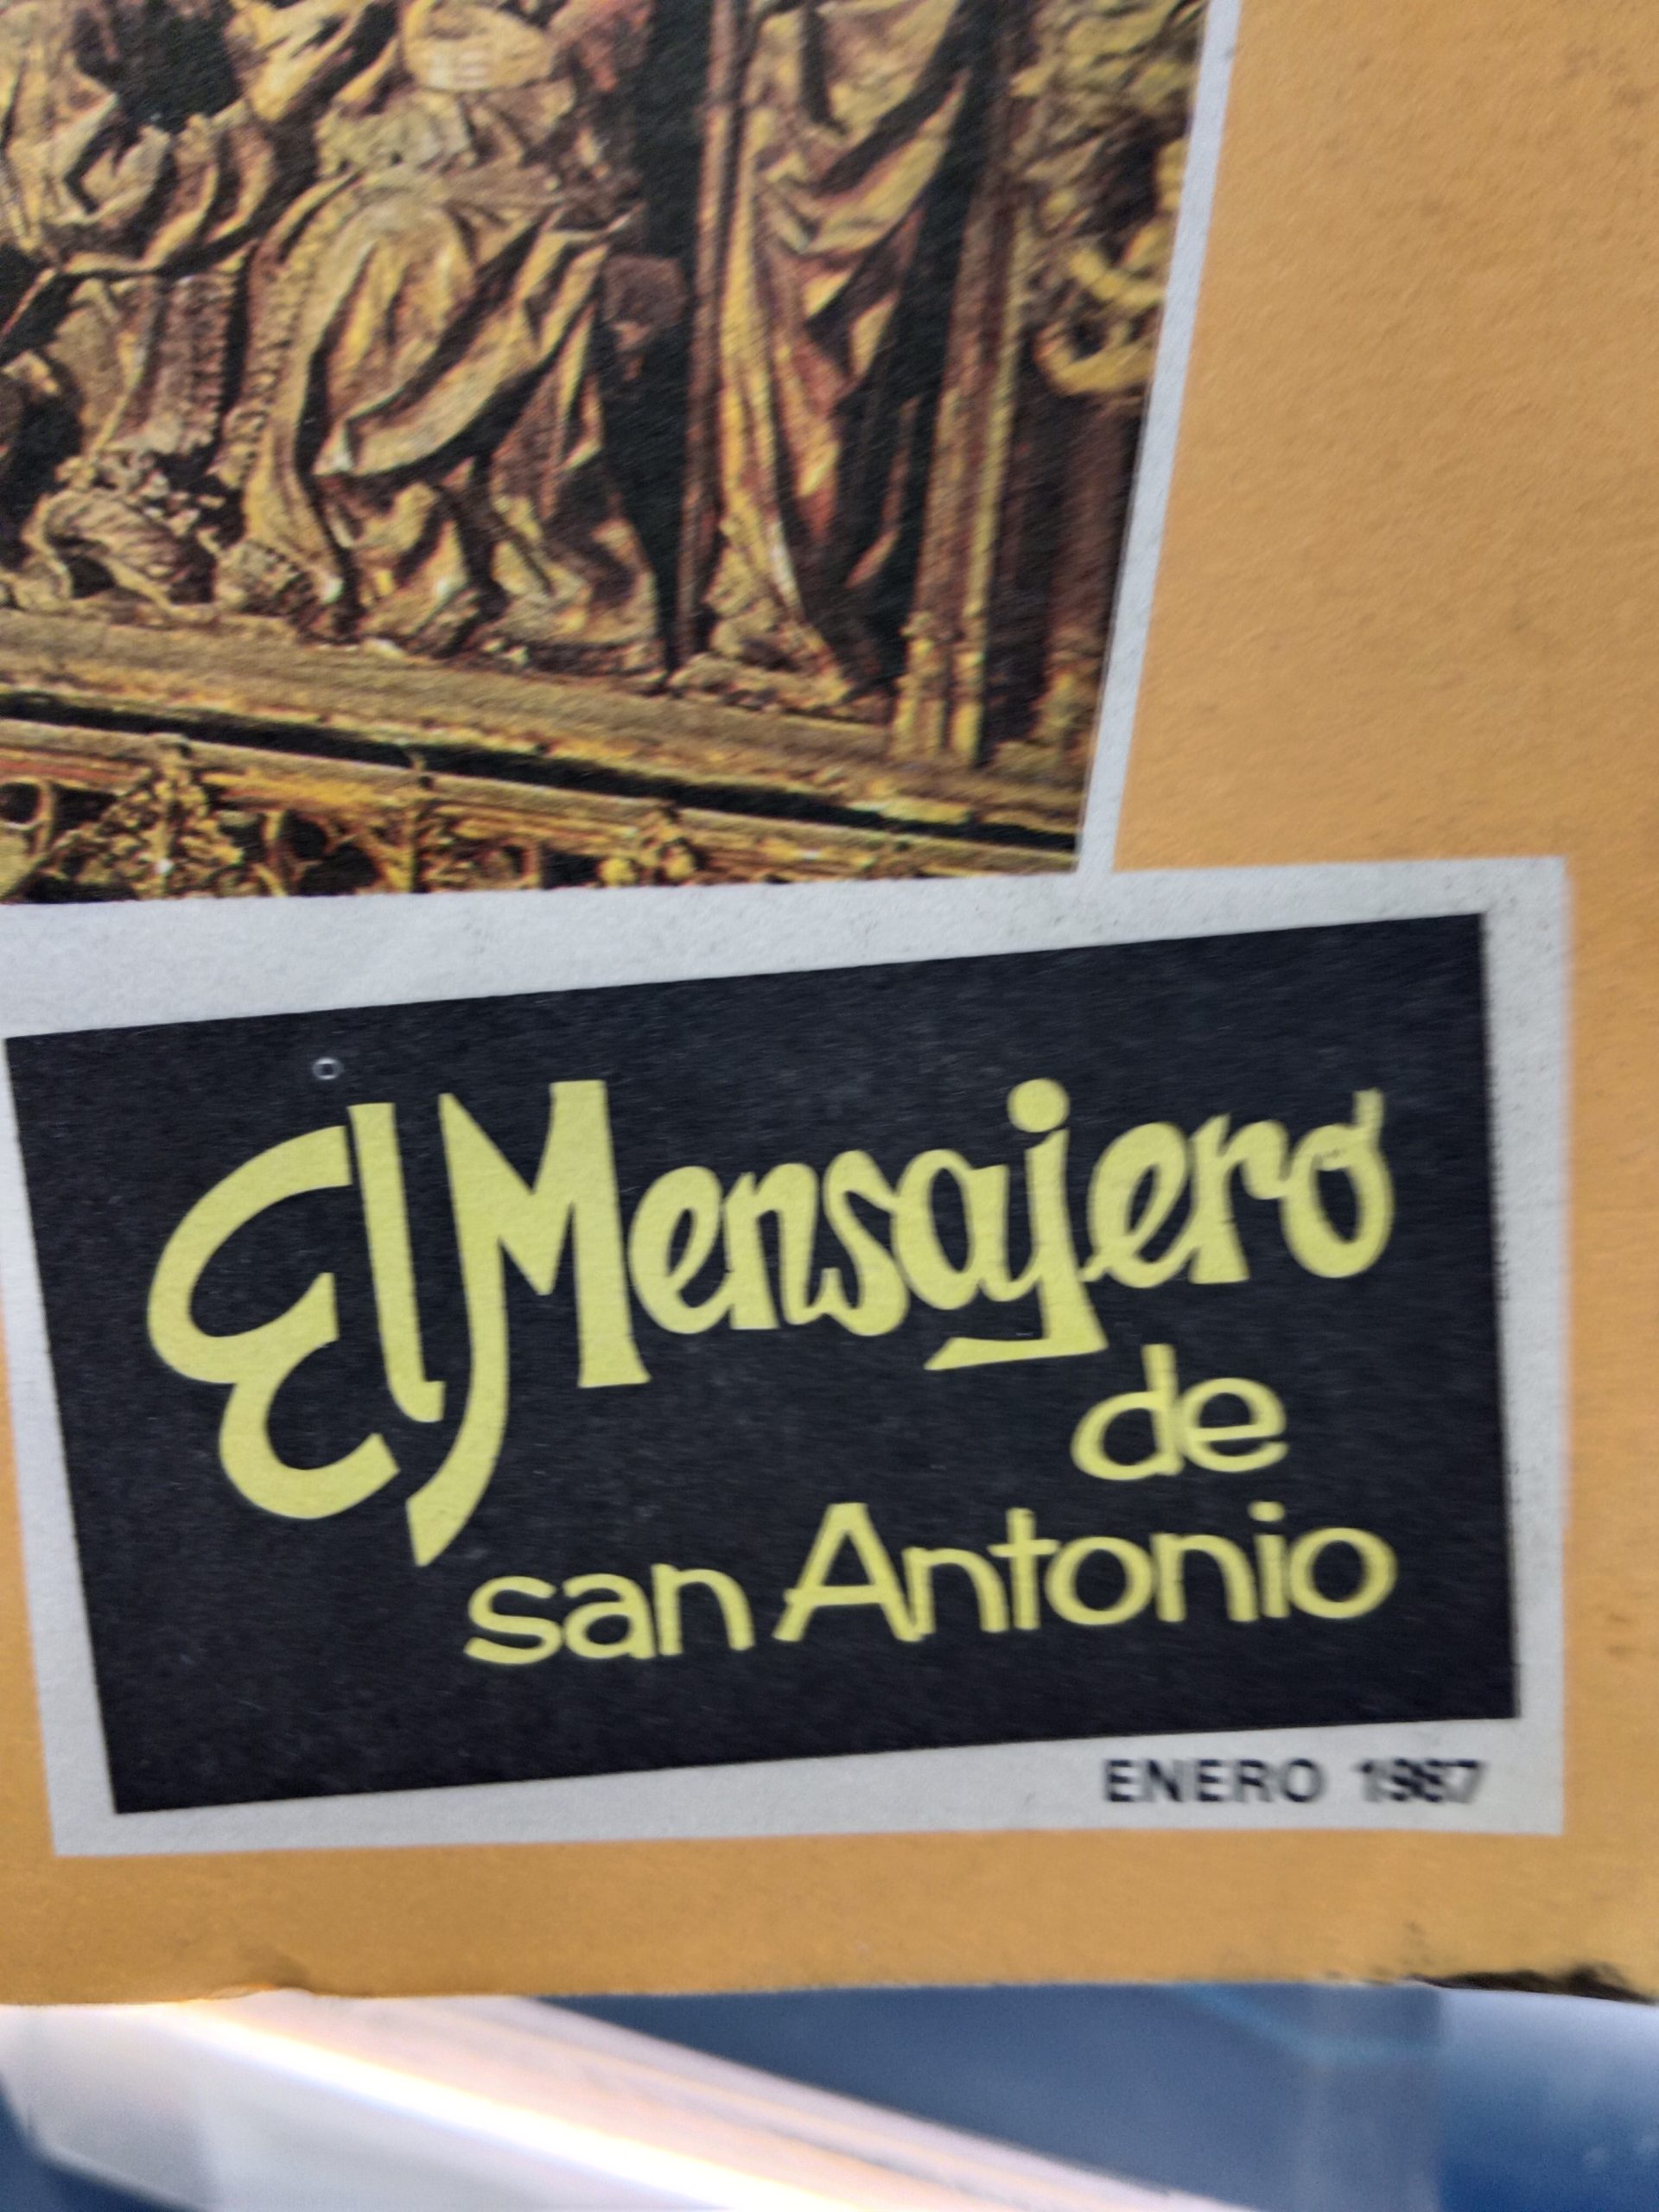 El Mensajero
de
san Antonio
ENERO 1987